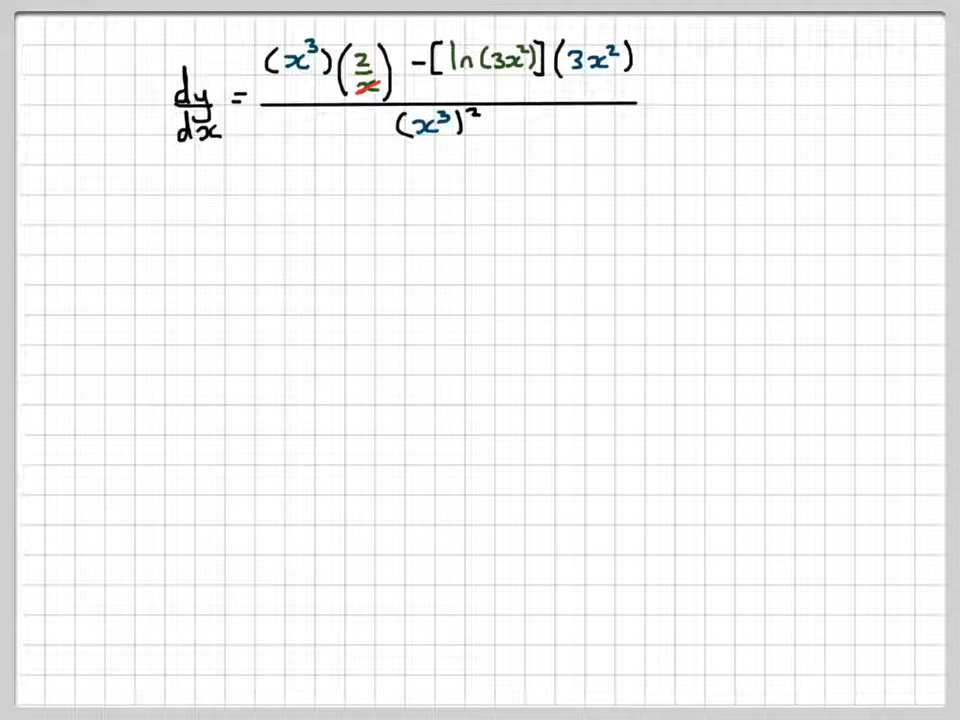 dy/dx = ((x³)(2/x) - [ln(3x²)](3x²))/(x³)²